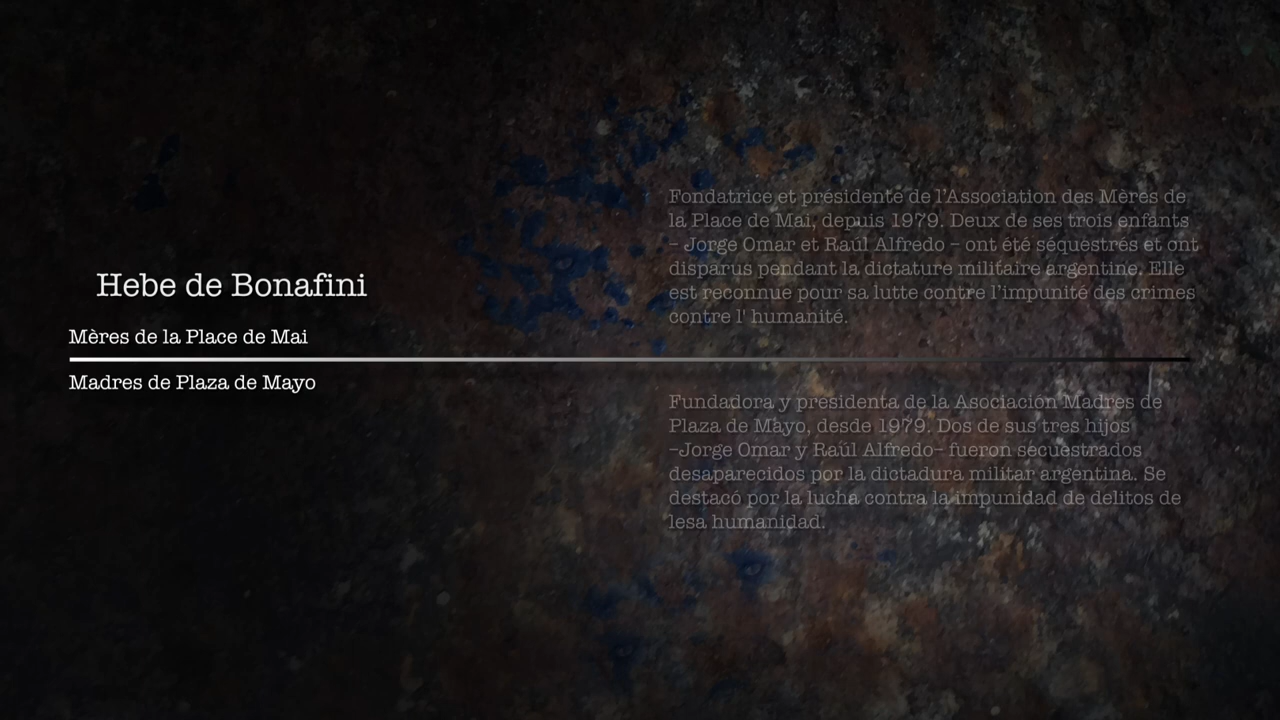 Hebe de Bonafini
Mères de la Place de Mai
Madres de Plaza de Mayo
Fondatrice et présidente de l'Association des Mères de
la Place de Mai, depuis 1979. Deux de ses trois enfants
– Jorge Omar et Raúl Alfredo – ont été séquestrés et ont
disparus pendant la dictature militaire argentine. Elle
est reconnue pour sa lutte contre l'impunité des crimes
contre l' humanité.
Fundadora y presidenta de la Asociación Madres de
Plaza de Mayo, desde 1979. Dos de sus tres hijos
–Jorge Omar y Raúl Alfredo– fueron secuestrados
desaparecidos por la dictadura militar argentina. Se
destacó por la lucha contra la impunidad de delitos de
lesa humanidad.